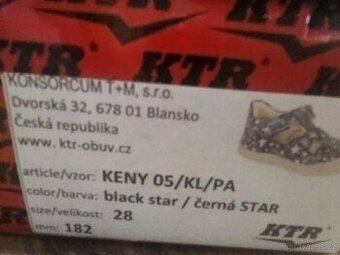 KTR
KTR
KONSORCUM T+M, s.r.o.
Dvorská 32, 678 01 Blansko
Česká republika
www. ktr-obuv.cz
article/vzor: KENY 05/KL/PA
color/barva: black star / černá STAR
size/velikost: 28
mm: 182
KTR